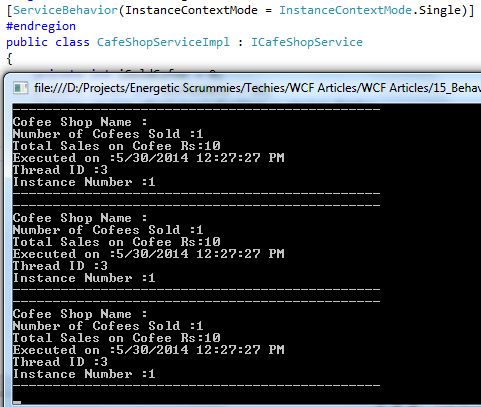 [ServiceBehavior(InstanceContextMode = InstanceContextMode.Single)]
#endregion
public class CafeShopServiceImpl : ICafeShopService
{
file:///D:/Projects/Energetic Scrummies/Techies/WCF Articles/WCF Articles/15_Behav
Cofee Shop Name :
Number of Cofees Sold :1
Total Sales on Cofee Rs:10
Executed on :5/30/2014 12:27:27 PM
Thread ID :3
Instance Number :1
Cofee Shop Name :
Number of Cofees Sold :1
Total Sales on Cofee Rs:10
Executed on :5/30/2014 12:27:27 PM
Thread ID :3
Instance Number :1
Cofee Shop Name :
Number of Cofees Sold :1
Total Sales on Cofee Rs:10
Executed on :5/30/2014 12:27:27 PM
Thread ID :3
Instance Number :1